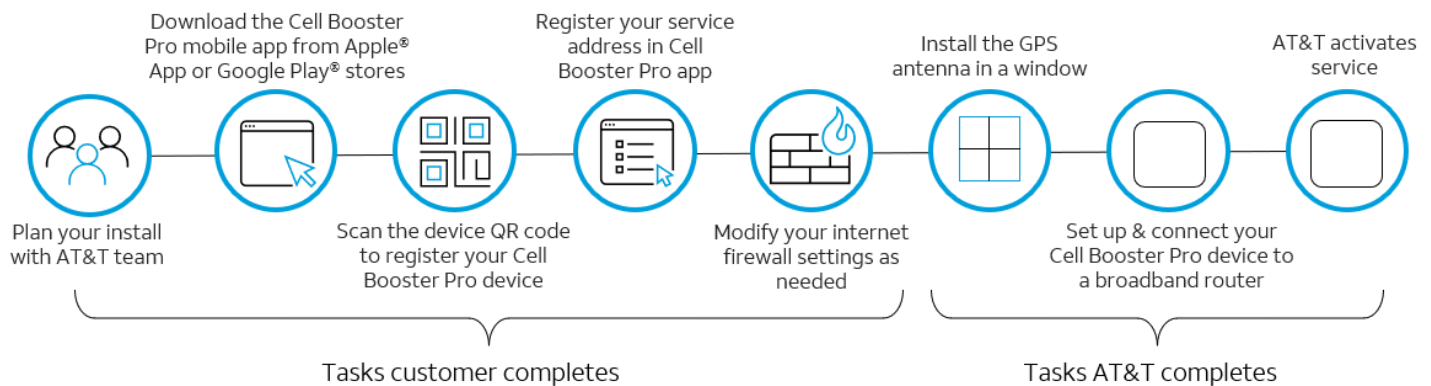 Download the Cell Booster
Pro mobile app from Apple®
App or Google Play® stores
Register your service
address in Cell
Booster Pro app
Install the GPS
antenna in a window
AT&T activates
service
Plan your install
with AT&T team
Scan the device QR code
to register your Cell
Booster Pro device
Modify your internet
firewall settings as
needed
Set up & connect your
Cell Booster Pro device to
a broadband router
Tasks customer completes
Tasks AT&T completes